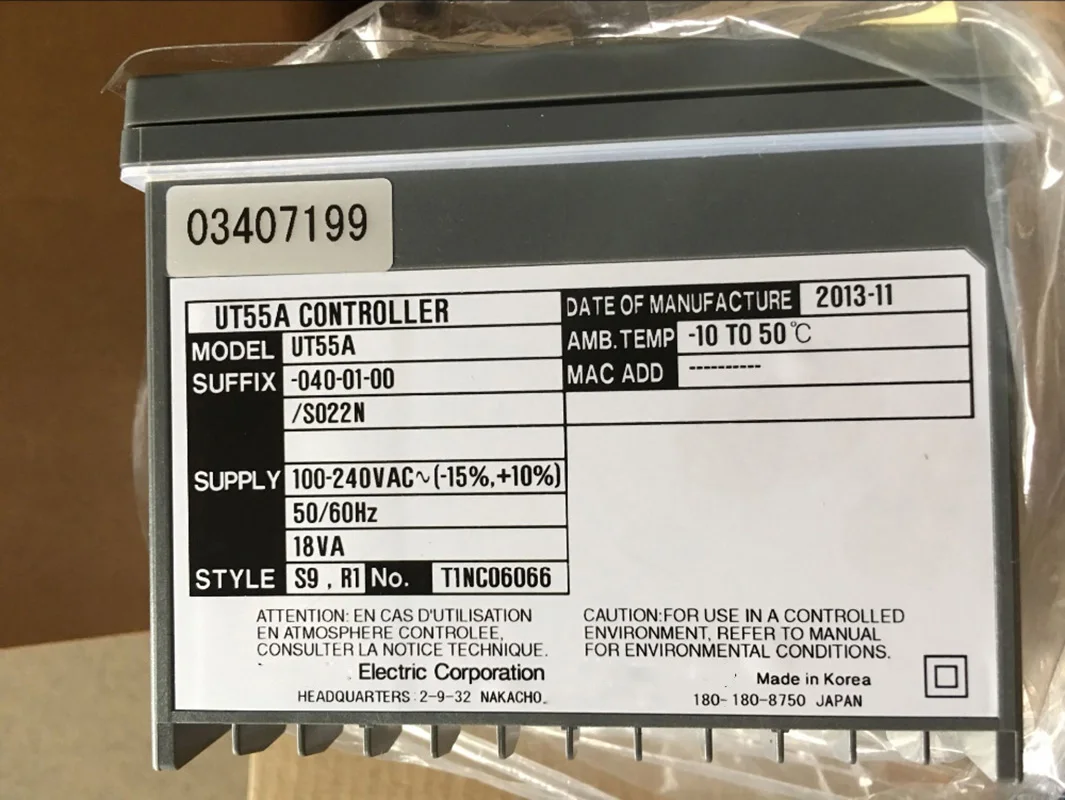 03407199
UT55A CONTROLLER
MODEL UT55A
SUFFIX -040-01-00
/S022N
SUPPLY 100-240VAC~(-15%,+10%)
50/60Hz
18VA
STYLE S9 , R1 No. T1NC06066
DATE OF MANUFACTURE 2013-11
AMB.TEMP -10 TO 50℃
MAC ADD ----------
ATTENTION: EN CAS D'UTILISATION
EN ATMOSPHERE CONTROLEE,
CONSULTER LA NOTICE TECHNIQUE.
CAUTION:FOR USE IN A CONTROLLED
ENVIRONMENT, REFER TO MANUAL
FOR ENVIRONMENTAL CONDITIONS.
Electric Corporation
HEADQUARTERS : 2-9-32 NAKACHO.
Made in Korea
180-180-8750 JAPAN